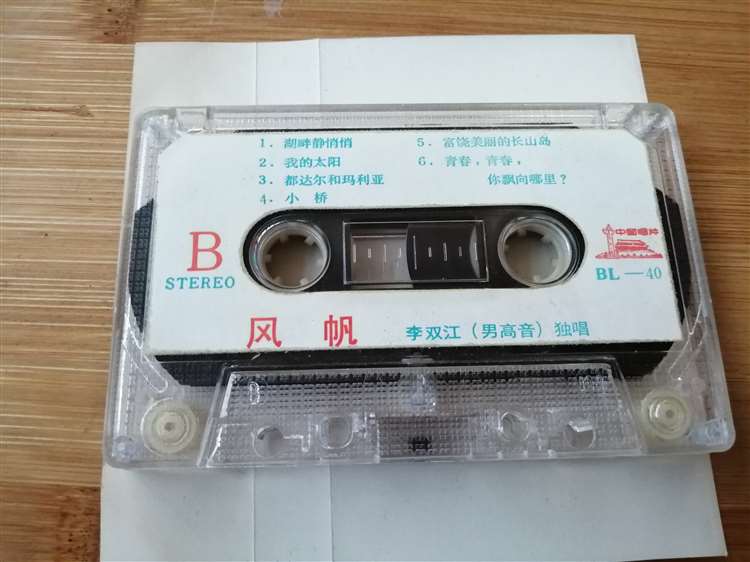 1．湖畔静悄悄
2．我的太阳
3．都达尔和玛利亚
4．小　桥
5．富饶美丽的长山岛
6．青春，青春，
你飘向哪里？
B
STEREO
中国唱片
BL —40
风　帆
李双江（男高音）独唱